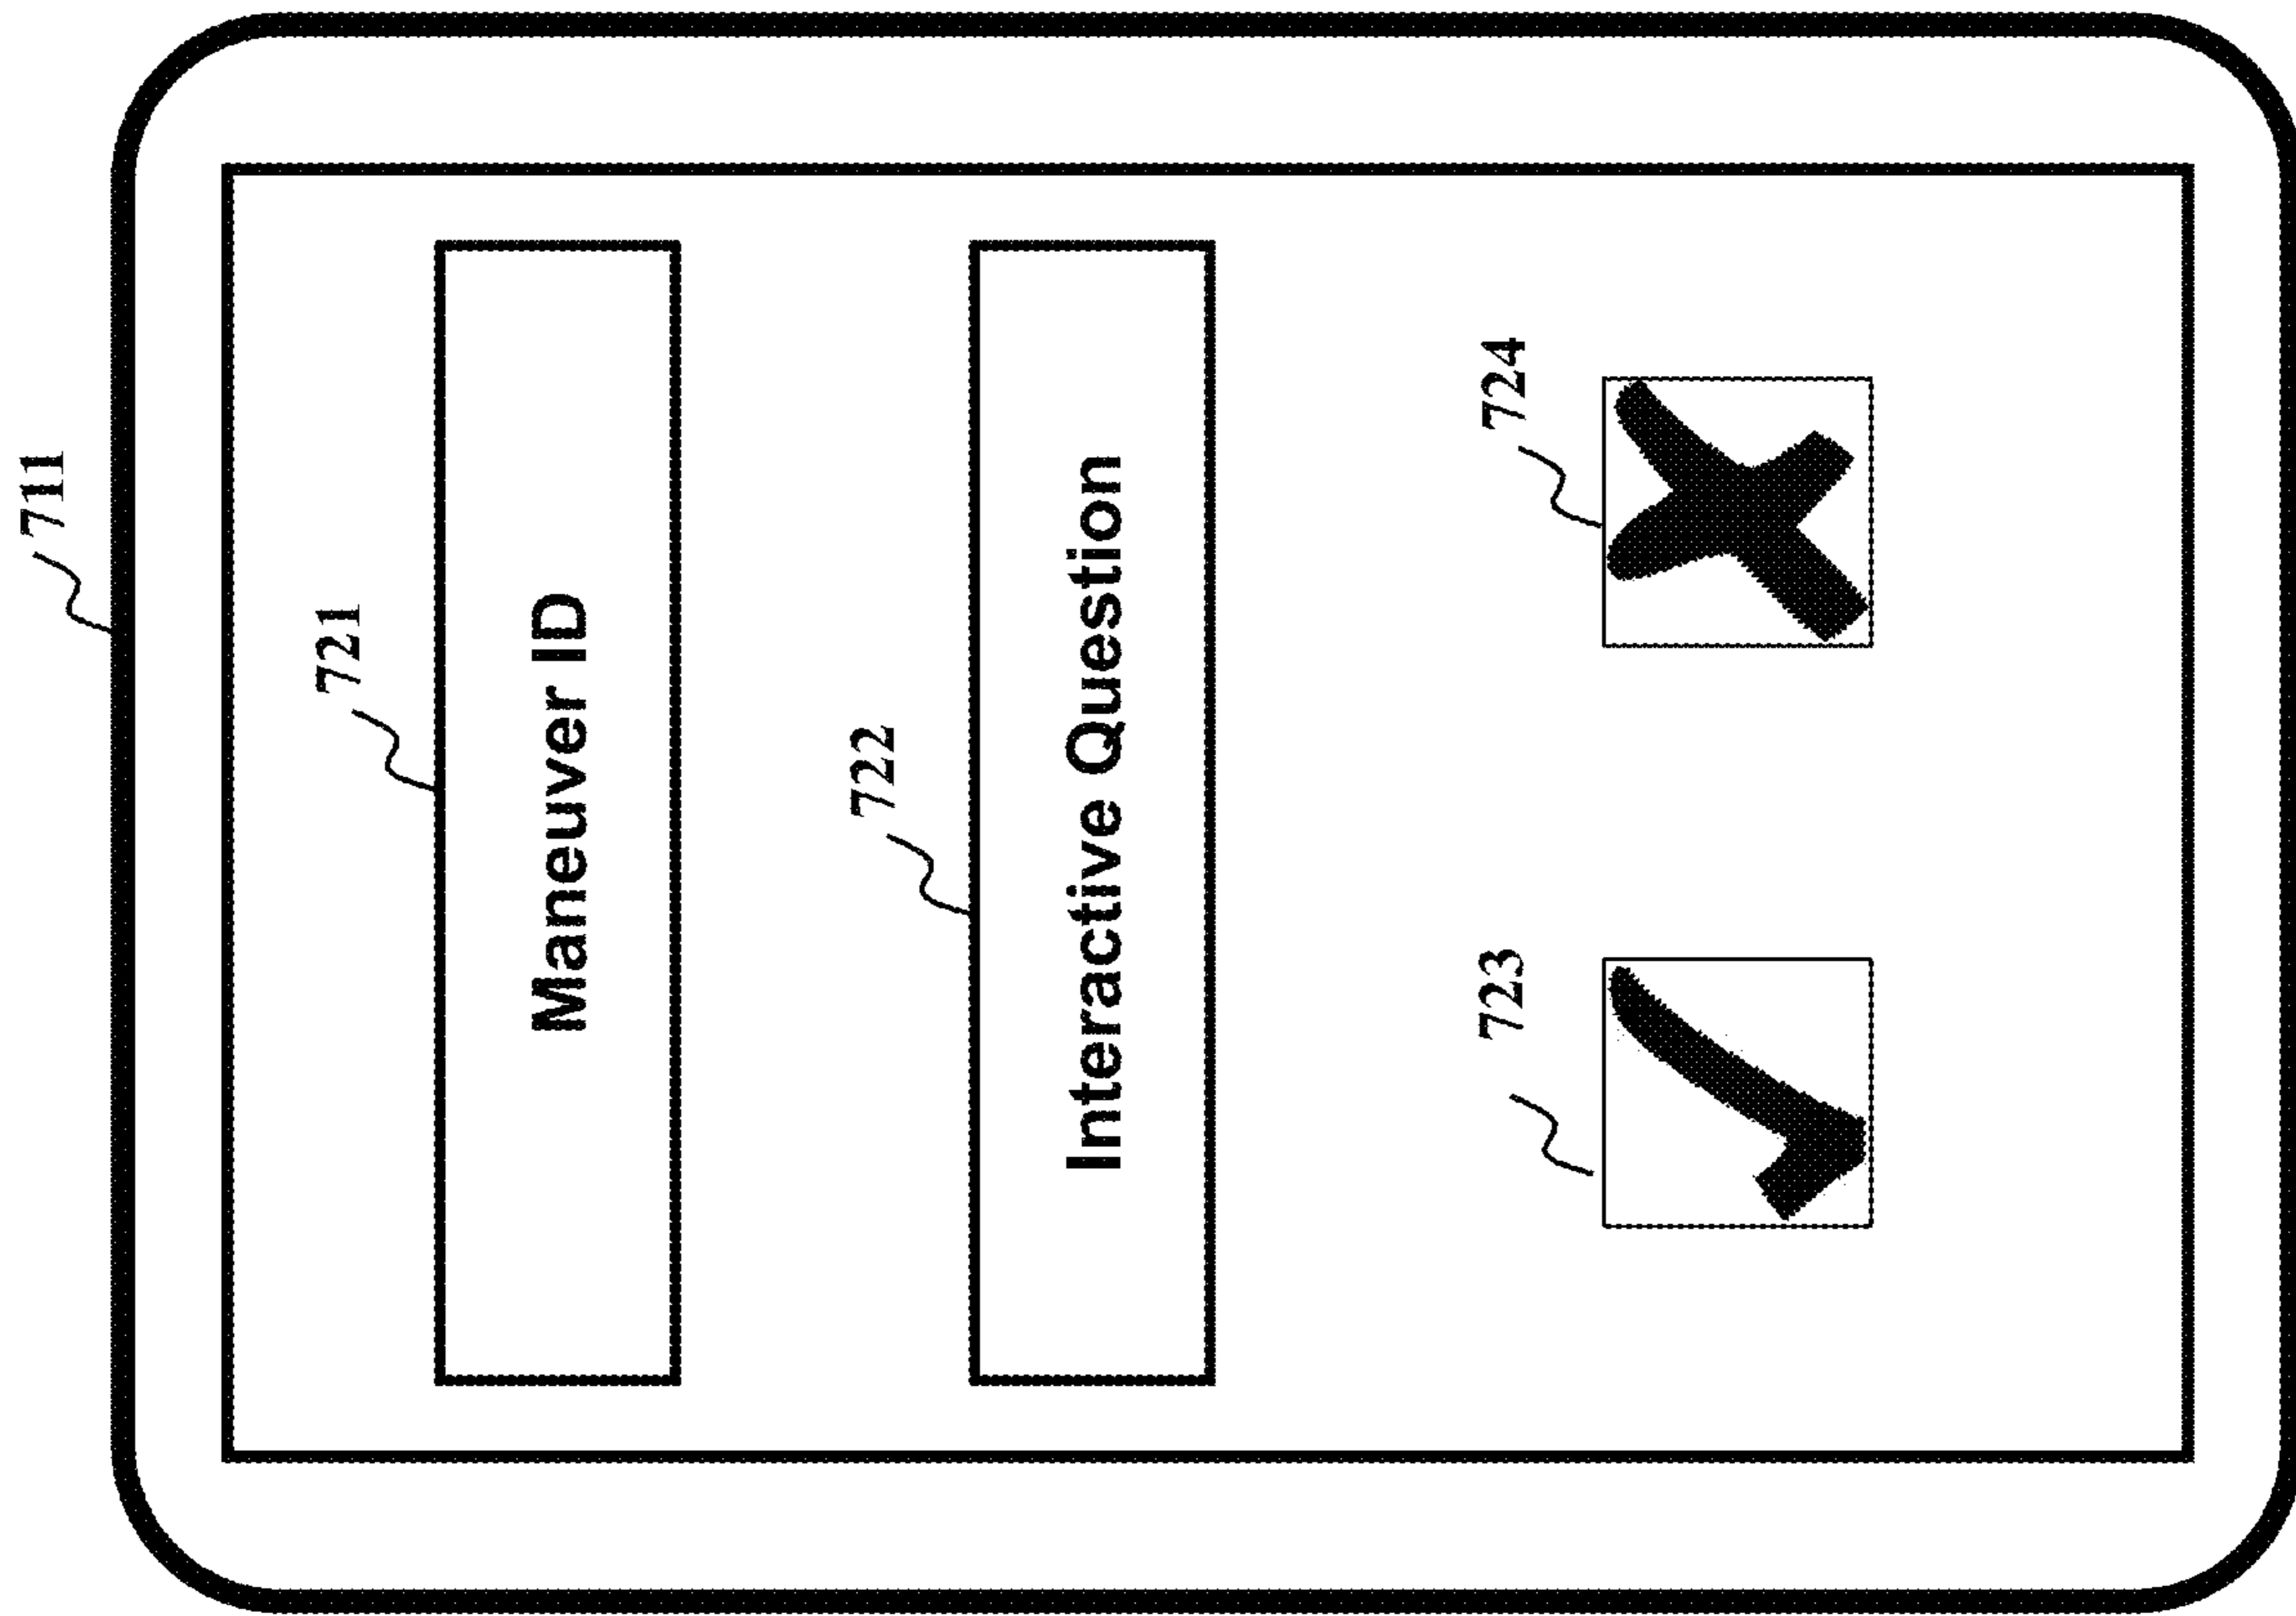 711
721
Maneuver ID
722
Interactive Question
723
724